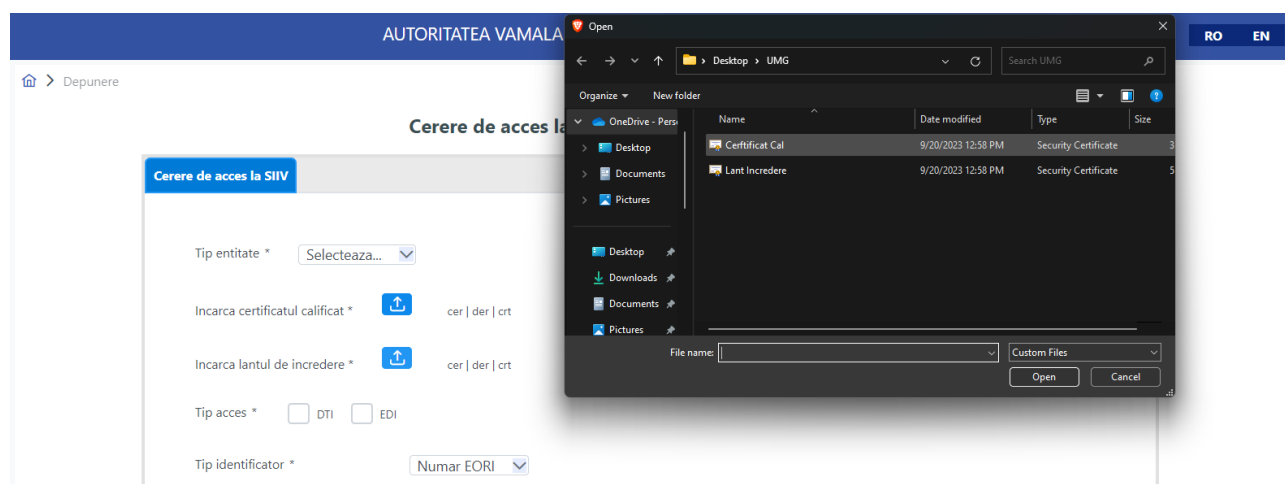 AUTORITATEA VAMALA
RO EN
Depunere
Cerere de acces la
Cerere de acces la SIIV
Tip entitate * Selecteaza...
Incarca certificatul calificat * cer | der | crt
Incarca lantul de incredere * cer | der | crt
Tip acces * DTI EDI
Tip identificator * Numar EORI
Open
Desktop › UMG
Search UMG
Organize New folder
Name Date modified Type Size
OneDrive - Pers
Desktop
Documents
Pictures
Desktop
Downloads
Documents
Pictures
Cerftificat Cal 9/20/2023 12:58 PM Security Certificate 3
Lant Incredere 9/20/2023 12:58 PM Security Certificate 5
File name: Custom Files
Open Cancel